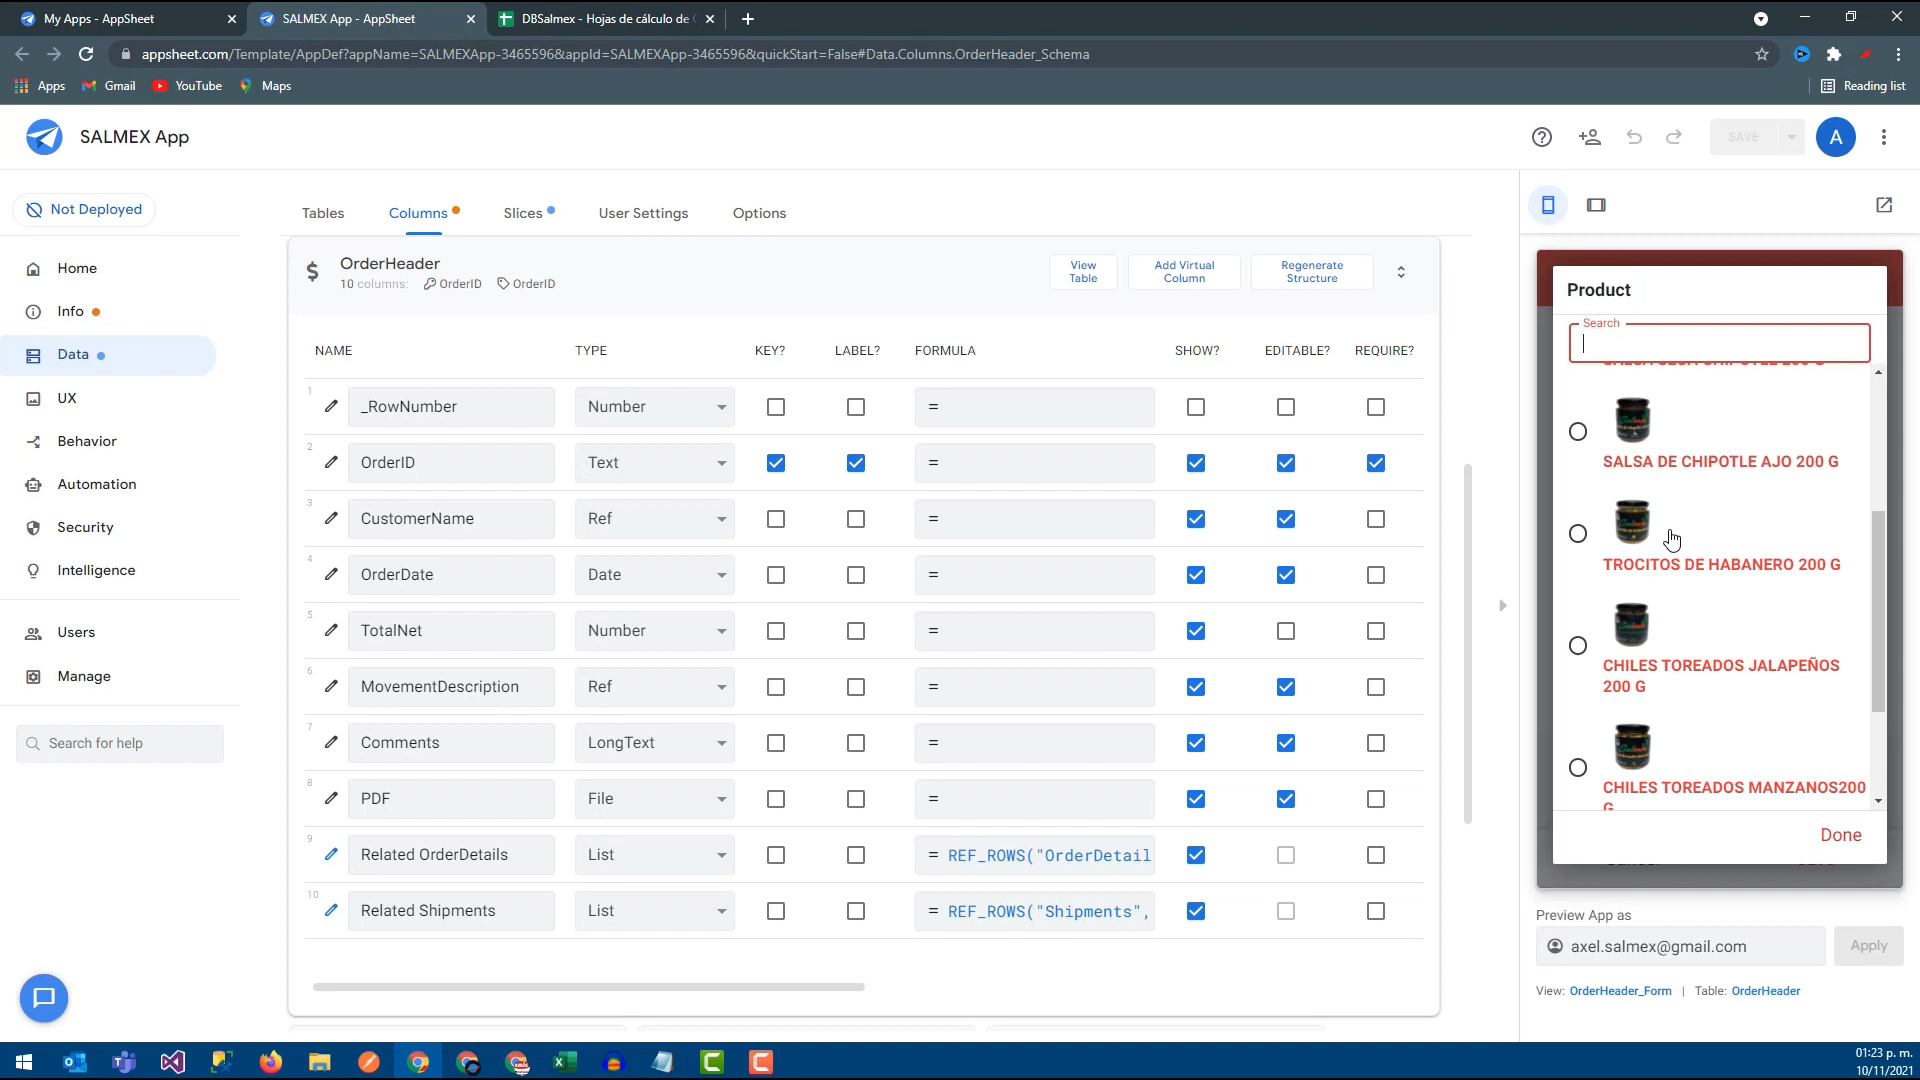 My Apps - AppSheet
SALMEX App - AppSheet
DBSalmex - Hojas de cálculo de
appsheet.com/Template/AppDef?appName=SALMEXApp-3465596&appId=SALMEXApp-3465596&quickStart=False#Data.Columns.OrderHeader_Schema
Apps
Gmail
YouTube
Maps
Reading list
SALMEX App
SAVE
A
Not Deployed
Home
Info
Data
UX
Behavior
Automation
Security
Intelligence
Users
Manage
Search for help
Tables
Columns
Slices
User Settings
Options
OrderHeader
10 columns: OrderID OrderID
View Table
Add Virtual Column
Regenerate Structure
NAME TYPE KEY? LABEL? FORMULA SHOW? EDITABLE? REQUIRE?
1 _RowNumber Number =
2 OrderID Text =
3 CustomerName Ref =
4 OrderDate Date =
5 TotalNet Number =
6 MovementDescription Ref =
7 Comments LongText =
8 PDF File =
9 Related OrderDetails List = REF_ROWS("OrderDetail
10 Related Shipments List = REF_ROWS("Shipments",
Product
Search
SALSA DE CHIPOTLE AJO 200 G
TROCITOS DE HABANERO 200 G
CHILES TOREADOS JALAPEÑOS
200 G
CHILES TOREADOS MANZANOS200
G
Done
Preview App as
axel.salmex@gmail.com
Apply
View: OrderHeader_Form | Table: OrderHeader
01:23 p. m.
10/11/2021